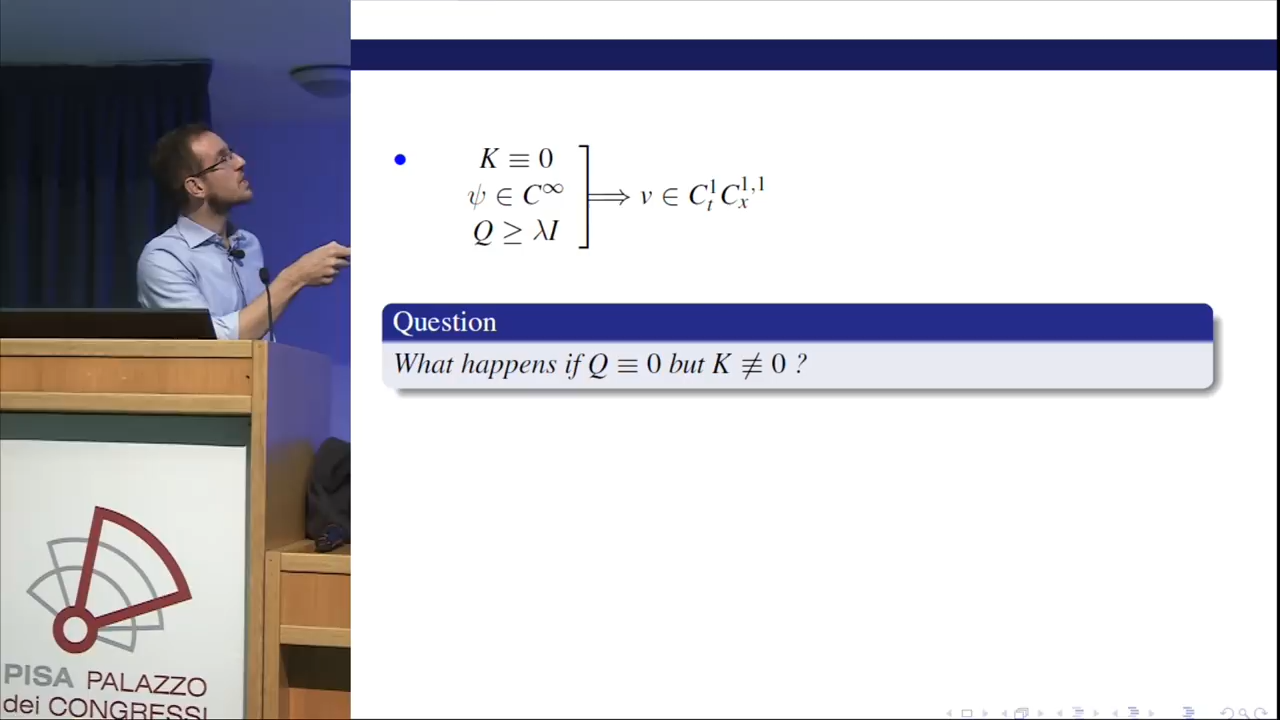 • K ≡ 0
ψ ∈ C^∞ ⟹ v ∈ C_t^1 C_x^{1,1}
Q ≥ λI
Question
What happens if Q ≡ 0 but K ≢ 0 ?
PISA PALAZZO
dei CONGRESSI